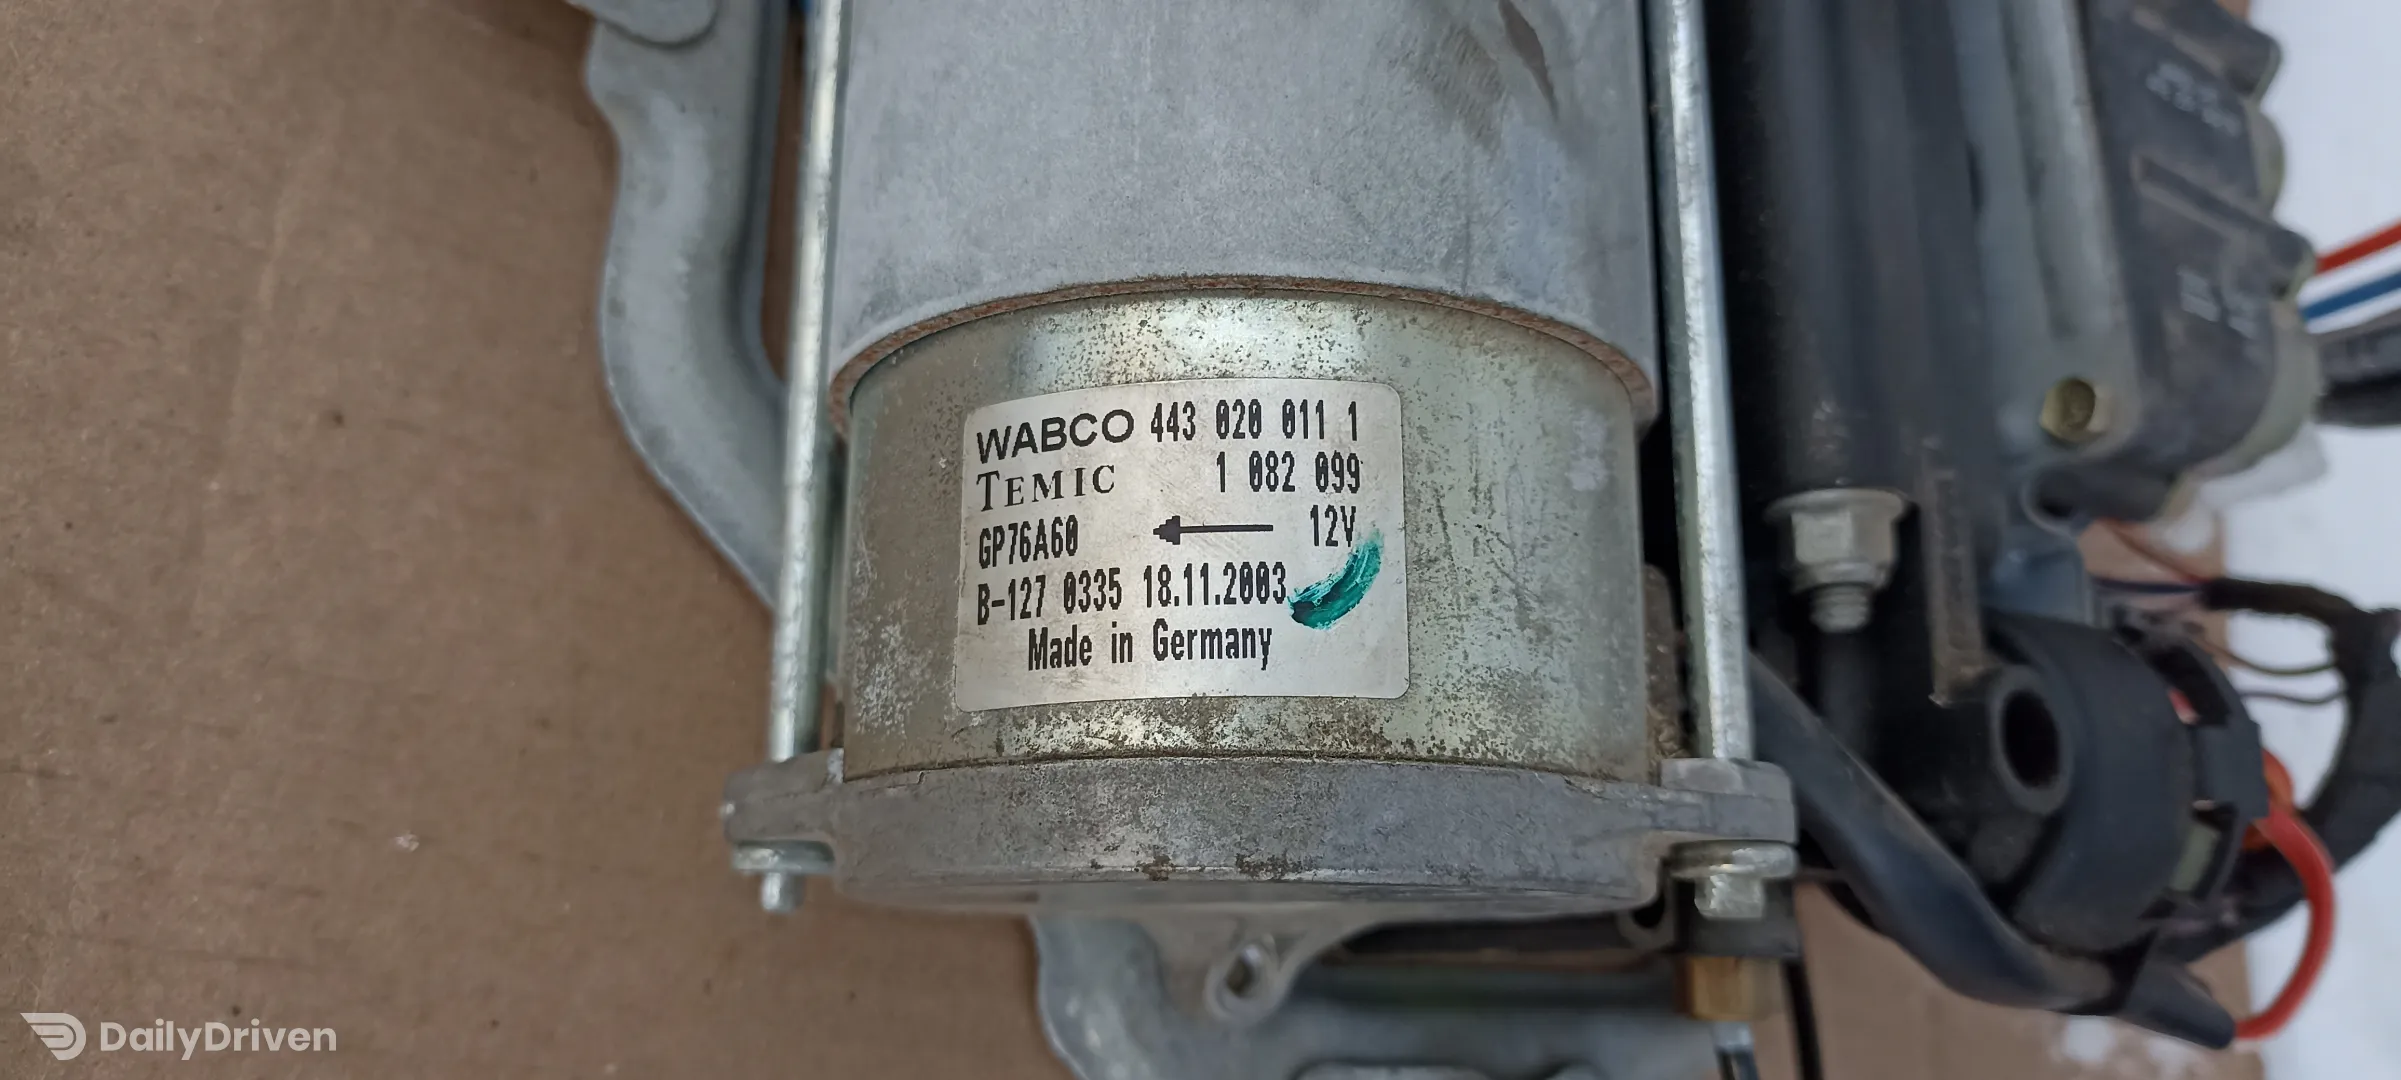 WABCO 443 020 011 1
TEMIC 1 082 099
GP76A60 ← 12V
B-127 0335 18.11.2003
Made in Germany
DailyDriven